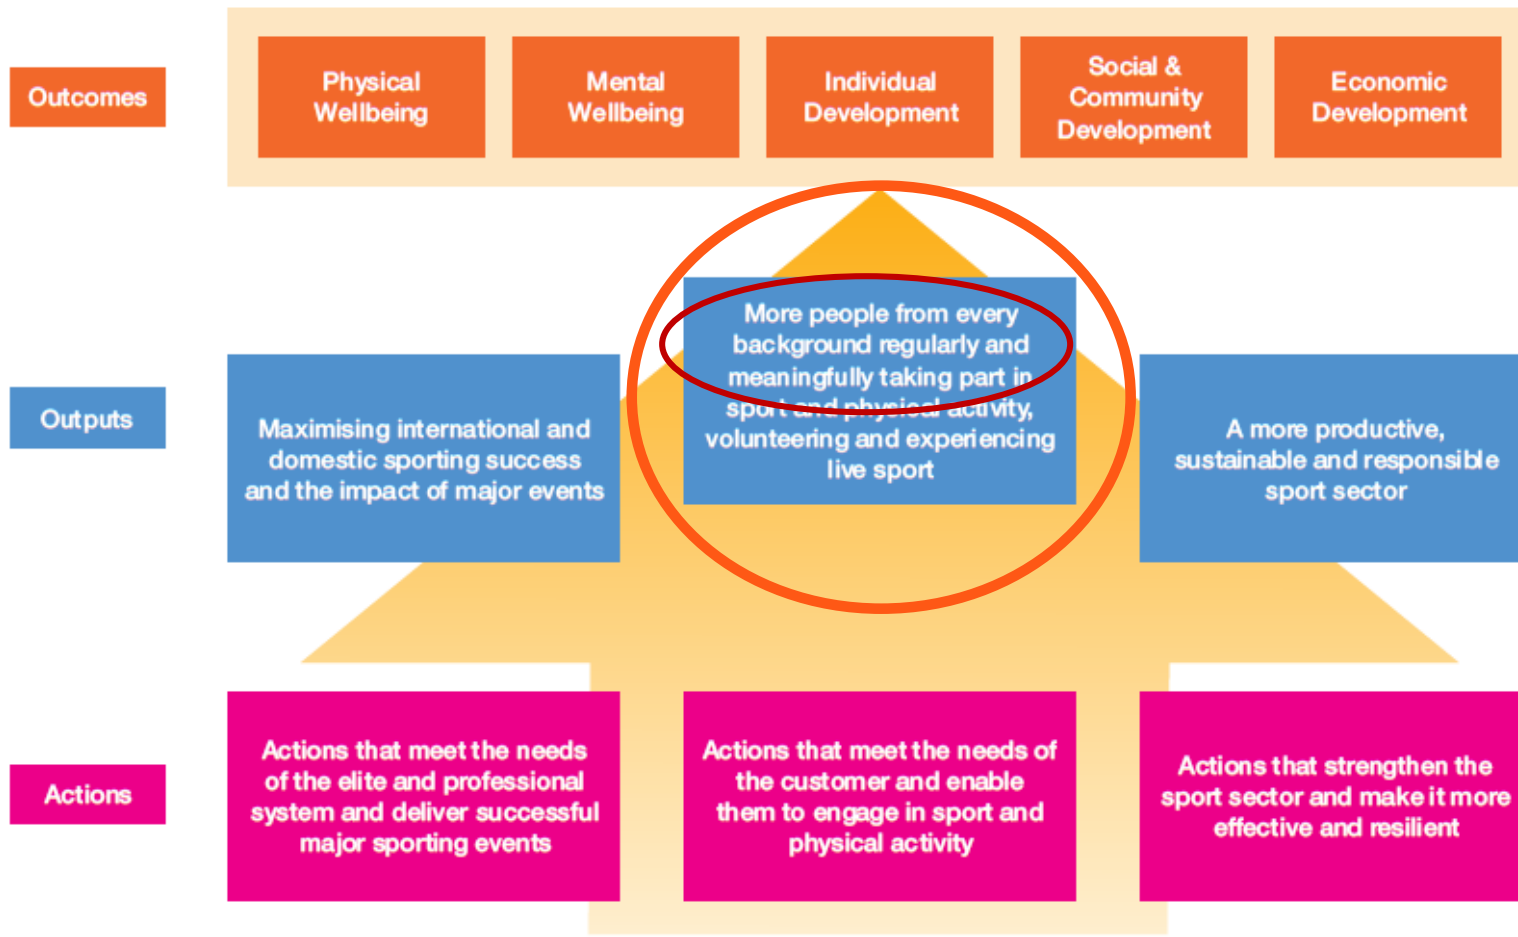 Outcomes
Physical
Wellbeing
Mental
Wellbeing
Individual
Development
Social &
Community
Development
Economic
Development
Outputs
Maximising international and
domestic sporting success
and the impact of major events
More people from every
background regularly and
meaningfully taking part in
sport and physical activity,
volunteering and experiencing
live sport
A more productive,
sustainable and responsible
sport sector
Actions
Actions that meet the needs
of the elite and professional
system and deliver successful
major sporting events
Actions that meet the needs of
the customer and enable
them to engage in sport and
physical activity
Actions that strengthen the
sport sector and make it more
effective and resilient